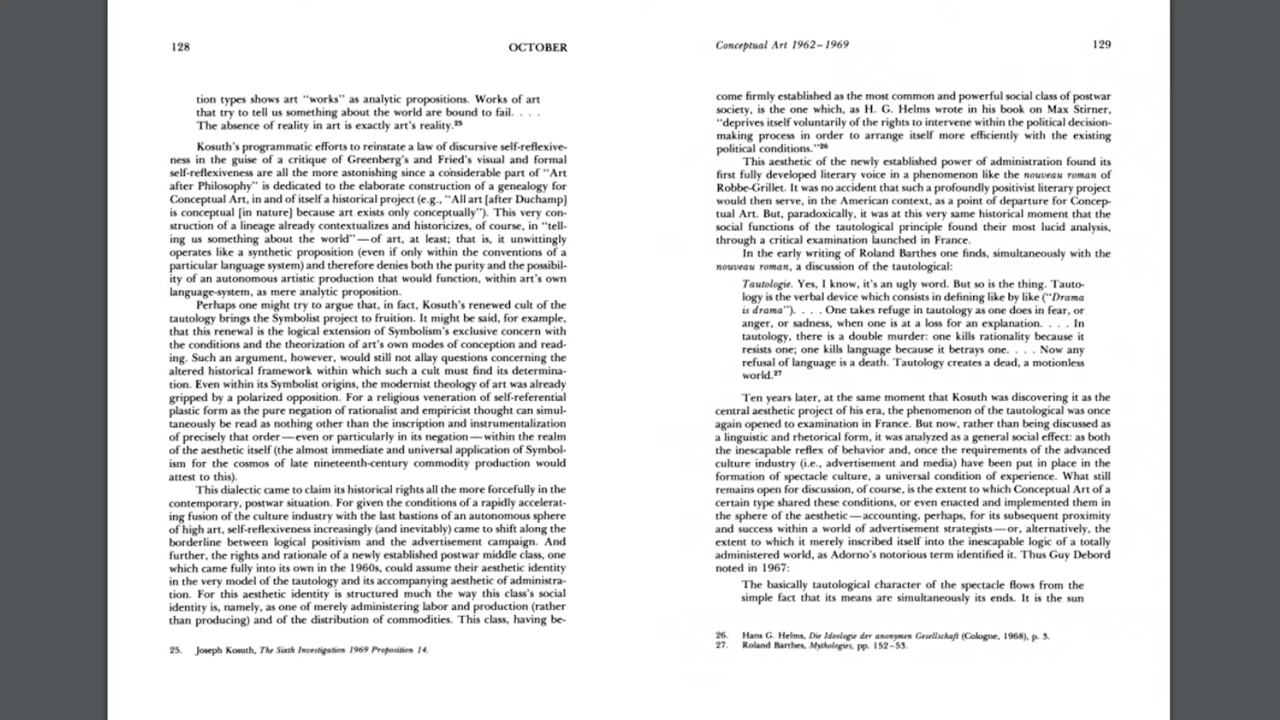 128
OCTOBER
tion types shows art "works" as analytic propositions. Works of art
that try to tell us something about the world are bound to fail. . . .
The absence of reality in art is exactly art's reality.25
Kosuth's programmatic efforts to reinstate a law of discursive self-reflexive-
ness in the guise of a critique of Greenberg's and Fried's visual and formal
self-reflexiveness are all the more astonishing since a considerable part of "Art
after Philosophy" is dedicated to the elaborate construction of a genealogy for
Conceptual Art, in and of itself a historical project (e.g., "All art [after Duchamp]
is conceptual [in nature] because art exists only conceptually"). This very con-
struction of a lineage already contextualizes and historicizes, of course, in "tell-
ing us something about the world"—of art, at least; that is, it unwittingly
operates like a synthetic proposition (even if only within the conventions of a
particular language system) and therefore denies both the purity and the possibil-
ity of an autonomous artistic production that would function, within art's own
language-system, as mere analytic proposition.
Perhaps one might try to argue that, in fact, Kosuth's renewed cult of the
tautology brings the Symbolist project to fruition. It might be said, for example,
that this renewal is the logical extension of Symbolism's exclusive concern with
the conditions and the theorization of art's own modes of conception and read-
ing. Such an argument, however, would still not allay questions concerning the
altered historical framework within which such a cult must find its determina-
tion. Even within its Symbolist origins, the modernist theology of art was already
gripped by a polarized opposition. For a religious veneration of self-referential
plastic form as the pure negation of rationalist and empiricist thought can simul-
taneously be read as nothing other than the inscription and instrumentalization
of precisely that order—even or particularly in its negation—within the realm
of the aesthetic itself (the almost immediate and universal application of Symbol-
ism for the cosmos of late nineteenth-century commodity production would
attest to this).
This dialectic came to claim its historical rights all the more forcefully in the
contemporary, postwar situation. For given the conditions of a rapidly accelerat-
ing fusion of the culture industry with the last bastions of an autonomous sphere
of high art, self-reflexiveness increasingly (and inevitably) came to shift along the
borderline between logical positivism and the advertisement campaign. And
further, the rights and rationale of a newly established postwar middle class, one
which came fully into its own in the 1960s, could assume their aesthetic identity
in the very model of the tautology and its accompanying aesthetic of administra-
tion. For this aesthetic identity is structured much the way this class's social
identity is, namely, as one of merely administering labor and production (rather
than producing) and of the distribution of commodities. This class, having be-
25. Joseph Kosuth, The Sixth Investigation 1969 Proposition 14.
Conceptual Art 1962–1969
129
come firmly established as the most common and powerful social class of postwar
society, is the one which, as H. G. Helms wrote in his book on Max Stirner,
"deprives itself voluntarily of the rights to intervene within the political decision-
making process in order to arrange itself more efficiently with the existing
political conditions."26
This aesthetic of the newly established power of administration found its
first fully developed literary voice in a phenomenon like the nouveau roman of
Robbe-Grillet. It was no accident that such a profoundly positivist literary project
would then serve, in the American context, as a point of departure for Concep-
tual Art. But, paradoxically, it was at this very same historical moment that the
social functions of the tautological principle found their most lucid analysis,
through a critical examination launched in France.
In the early writing of Roland Barthes one finds, simultaneously with the
nouveau roman, a discussion of the tautological:
Tautologie. Yes, I know, it's an ugly word. But so is the thing. Tauto-
logy is the verbal device which consists in defining like by like ("Drama
is drama"). . . . One takes refuge in tautology as one does in fear, or
anger, or sadness, when one is at a loss for an explanation. . . . In
tautology, there is a double murder: one kills rationality because it
resists one; one kills language because it betrays one. . . . Now any
refusal of language is a death. Tautology creates a dead, a motionless
world.27
Ten years later, at the same moment that Kosuth was discovering it as the
central aesthetic project of his era, the phenomenon of the tautological was once
again opened to examination in France. But now, rather than being discussed as
a linguistic and rhetorical form, it was analyzed as a general social effect: as both
the inescapable reflex of behavior and, once the requirements of the advanced
culture industry (i.e., advertisement and media) have been put in place in the
formation of spectacle culture, a universal condition of experience. What still
remains open for discussion, of course, is the extent to which Conceptual Art of a
certain type shared these conditions, or even enacted and implemented them in
the sphere of the aesthetic—accounting, perhaps, for its subsequent proximity
and success within a world of advertisement strategists—or, alternatively, the
extent to which it merely inscribed itself into the inescapable logic of a totally
administered world, as Adorno's notorious term identified it. Thus Guy Debord
noted in 1967:
The basically tautological character of the spectacle flows from the
simple fact that its means are simultaneously its ends. It is the sun
26. Hans G. Helms, Die Ideologie der anonymen Gesellschaft (Cologne, 1968), p. 3.
27. Roland Barthes, Mythologies, pp. 152–53.